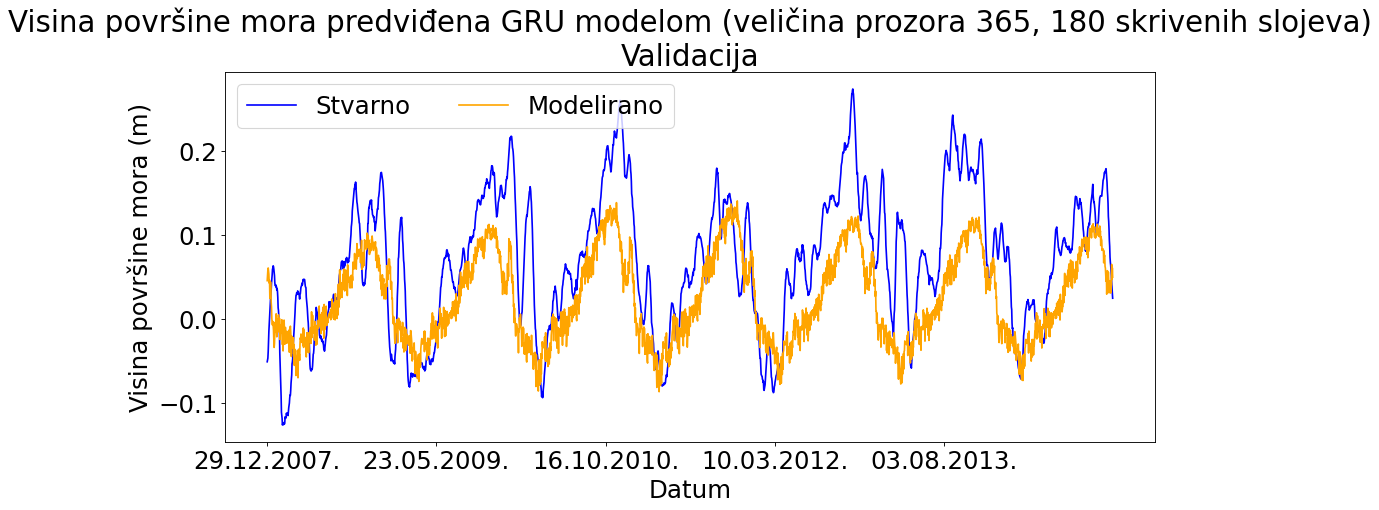 Visina površine mora predviđena GRU modelom (veličina prozora 365, 180 skrivenih slojeva)
Validacija
Stvarno
Modelirano
Visina površine mora (m)
0.2
0.1
0.0
−0.1
29.12.2007.
23.05.2009.
16.10.2010.
10.03.2012.
03.08.2013.
Datum